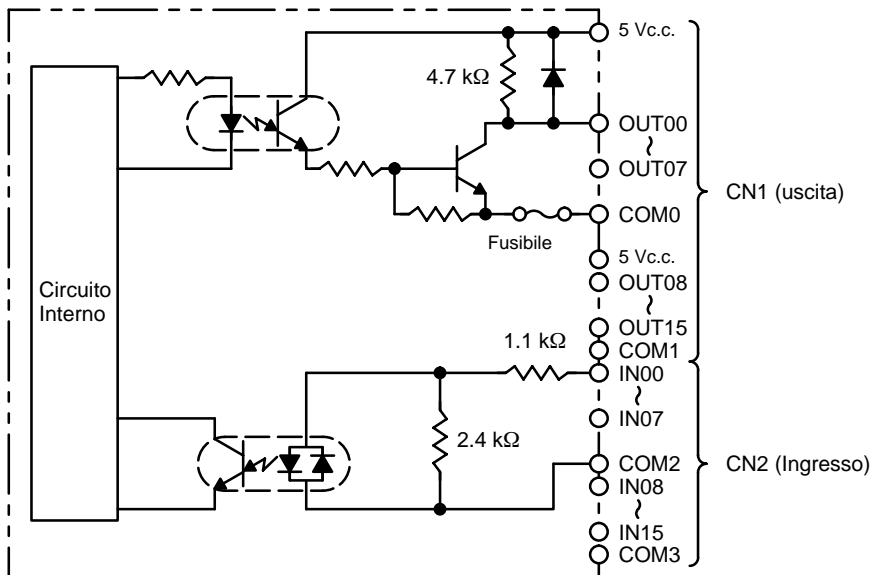 5 Vc.c.
4.7 kΩ
OUT00
~
OUT07
CN1 (uscita)
COM0
Fusibile
5 Vc.c.
OUT08
~
Circuito
Interno
OUT15
1.1 kΩ
COM1
IN00
~
IN07
2.4 kΩ
COM2
CN2 (Ingresso)
IN08
~
IN15
COM3